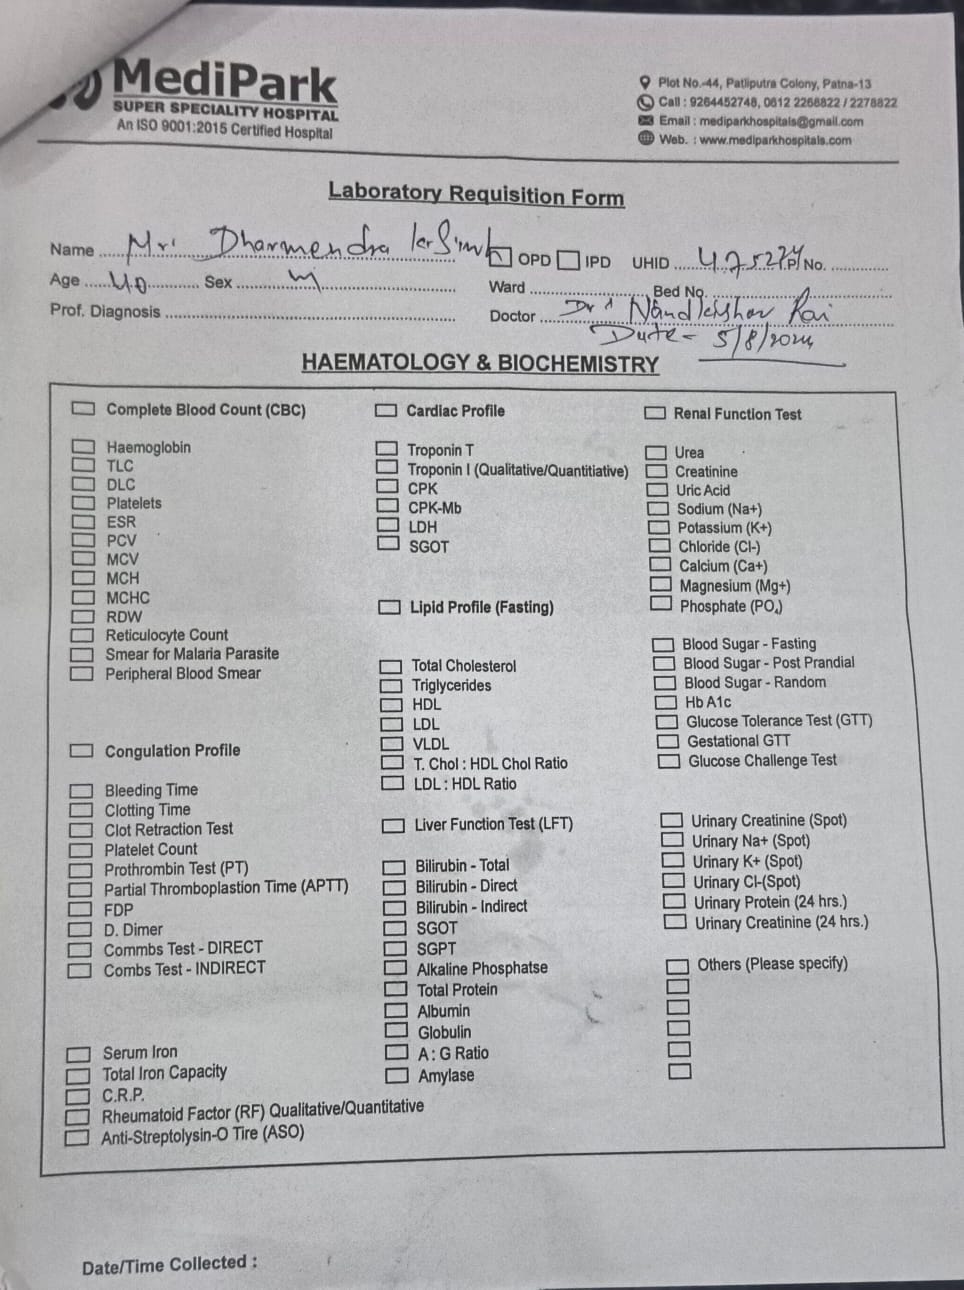 MediPark
SUPER SPECIALITY HOSPITAL
An ISO 9001:2015 Certified Hospital
Plot No.-44, Patliputra Colony, Patna-13
Call : 9264452748, 0612 2268822 / 2278822
Email : mediparkhospitals@gmail.com
Web. : www.mediparkhospitals.com
Laboratory Requisition Form
Name Mr. Dharmendra kr Sinh OPD IPD UHID 475274 IP No.
Age 40 Sex M Ward Bed No.
Prof. Diagnosis Doctor Dr. Nandkishor Rai
Date - 5/8/2024
HAEMATOLOGY & BIOCHEMISTRY
Complete Blood Count (CBC)
Haemoglobin
TLC
DLC
Platelets
ESR
PCV
MCV
MCH
MCHC
RDW
Reticulocyte Count
Smear for Malaria Parasite
Peripheral Blood Smear
Congulation Profile
Bleeding Time
Clotting Time
Clot Retraction Test
Platelet Count
Prothrombin Test (PT)
Partial Thromboplastion Time (APTT)
FDP
D. Dimer
Commbs Test - DIRECT
Combs Test - INDIRECT
Serum Iron
Total Iron Capacity
C.R.P.
Rheumatoid Factor (RF) Qualitative/Quantitative
Anti-Streptolysin-O Tire (ASO)
Cardiac Profile
Troponin T
Troponin I (Qualitative/Quantitiative)
CPK
CPK-Mb
LDH
SGOT
Lipid Profile (Fasting)
Total Cholesterol
Triglycerides
HDL
LDL
VLDL
T. Chol : HDL Chol Ratio
LDL : HDL Ratio
Liver Function Test (LFT)
Bilirubin - Total
Bilirubin - Direct
Bilirubin - Indirect
SGOT
SGPT
Alkaline Phosphatse
Total Protein
Albumin
Globulin
A : G Ratio
Amylase
Renal Function Test
Urea
Creatinine
Uric Acid
Sodium (Na+)
Potassium (K+)
Chloride (Cl-)
Calcium (Ca+)
Magnesium (Mg+)
Phosphate (PO₄)
Blood Sugar - Fasting
Blood Sugar - Post Prandial
Blood Sugar - Random
Hb A1c
Glucose Tolerance Test (GTT)
Gestational GTT
Glucose Challenge Test
Urinary Creatinine (Spot)
Urinary Na+ (Spot)
Urinary K+ (Spot)
Urinary Cl-(Spot)
Urinary Protein (24 hrs.)
Urinary Creatinine (24 hrs.)
Others (Please specify)
Date/Time Collected :